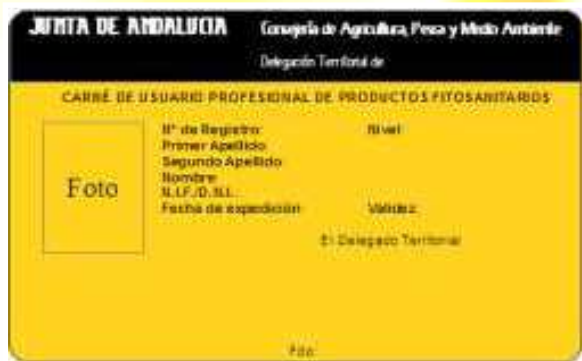 JUNTA DE ANDALUCIA
Consejería de Agricultura, Pesca y Medio Ambiente
Delegación Territorial de
CARNÉ DE USUARIO PROFESIONAL DE PRODUCTOS FITOSANITARIOS
Foto
Nº de Registro Nivel
Primer Apellido
Segundo Apellido
Nombre
N.I.F./D.N.I.
Fecha de expedición Validez
El Delegado Territorial
Fdo: